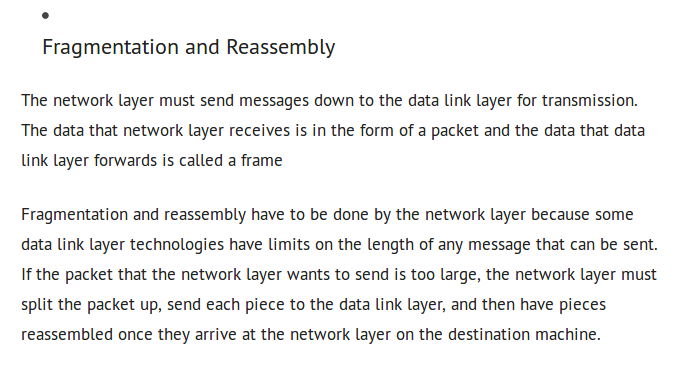 Fragmentation and Reassembly
The network layer must send messages down to the data link layer for transmission.
The data that network layer receives is in the form of a packet and the data that data
link layer forwards is called a frame
Fragmentation and reassembly have to be done by the network layer because some
data link layer technologies have limits on the length of any message that can be sent.
If the packet that the network layer wants to send is too large, the network layer must
split the packet up, send each piece to the data link layer, and then have pieces
reassembled once they arrive at the network layer on the destination machine.